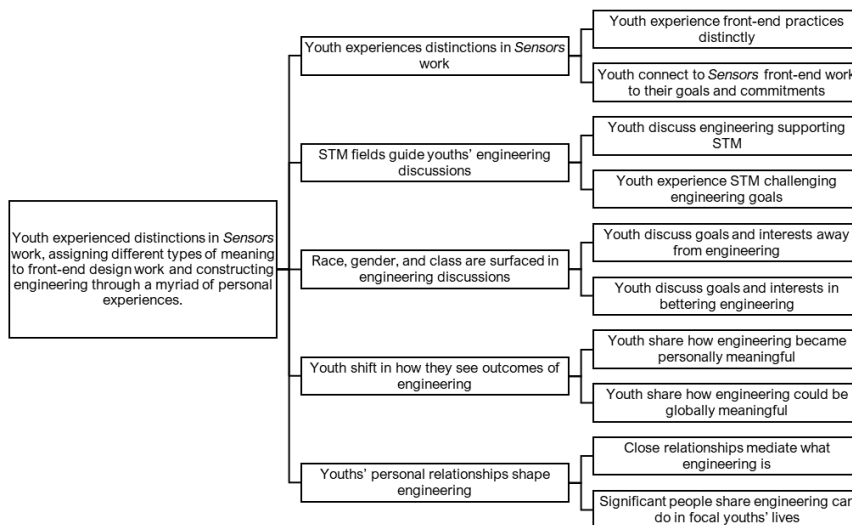 Youth experience front-end practices
distinctly
Youth experiences distinctions in Sensors
work
Youth connect to Sensors front-end work
to their goals and commitments
Youth discuss engineering supporting
STM
STM fields guide youths’ engineering
discussions
Youth experience STM challenging
engineering goals
Youth experienced distinctions in Sensors
work, assigning different types of meaning
to front-end design work and constructing
engineering through a myriad of personal
experiences.
Youth discuss goals and interests away
from engineering
Race, gender, and class are surfaced in
engineering discussions
Youth discuss goals and interests in
bettering engineering
Youth share how engineering became
personally meaningful
Youth shift in how they see outcomes of
engineering
Youth share how engineering could be
globally meaningful
Close relationships mediate what
engineering is
Youths’ personal relationships shape
engineering
Significant people share engineering can
do in focal youths’ lives